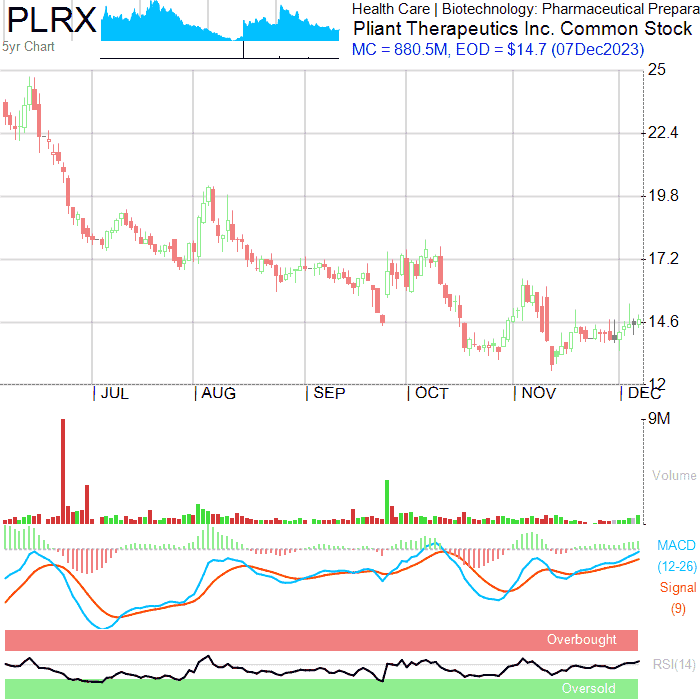 PLRX
5yr Chart
Health Care | Biotechnology: Pharmaceutical Prepara
Pliant Therapeutics Inc. Common Stock
MC = 880.5M, EOD = $14.7 (07Dec2023)
25
22.4
19.8
17.2
14.6
12
JUL AUG SEP OCT NOV DEC
9M
Volume
MACD
(12-26)
Signal
(9)
Overbought
RSI(14)
Oversold